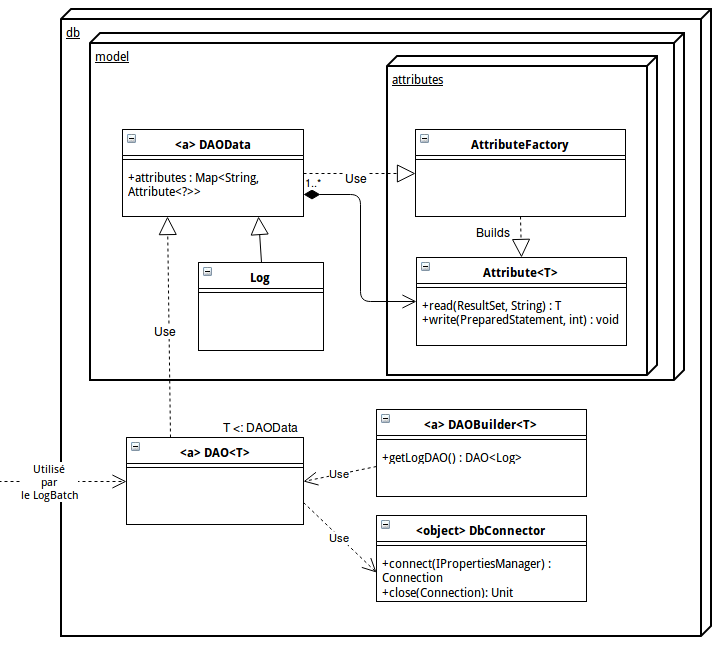 db
model
attributes
<a> DAOData
+attributes : Map<String,
Attribute<?>>
AttributeFactory
Use
1..*
Builds
Log
Attribute<T>
+read(ResultSet, String) : T
+write(PreparedStatement, int) : void
Use
T <: DAOData
<a> DAO<T>
<a> DAOBuilder<T>
+getLogDAO() : DAO<Log>
Utilisé
par
le LogBatch
Use
<object> DbConnector
Use
+connect(IPropertiesManager) :
Connection
+close(Connection): Unit